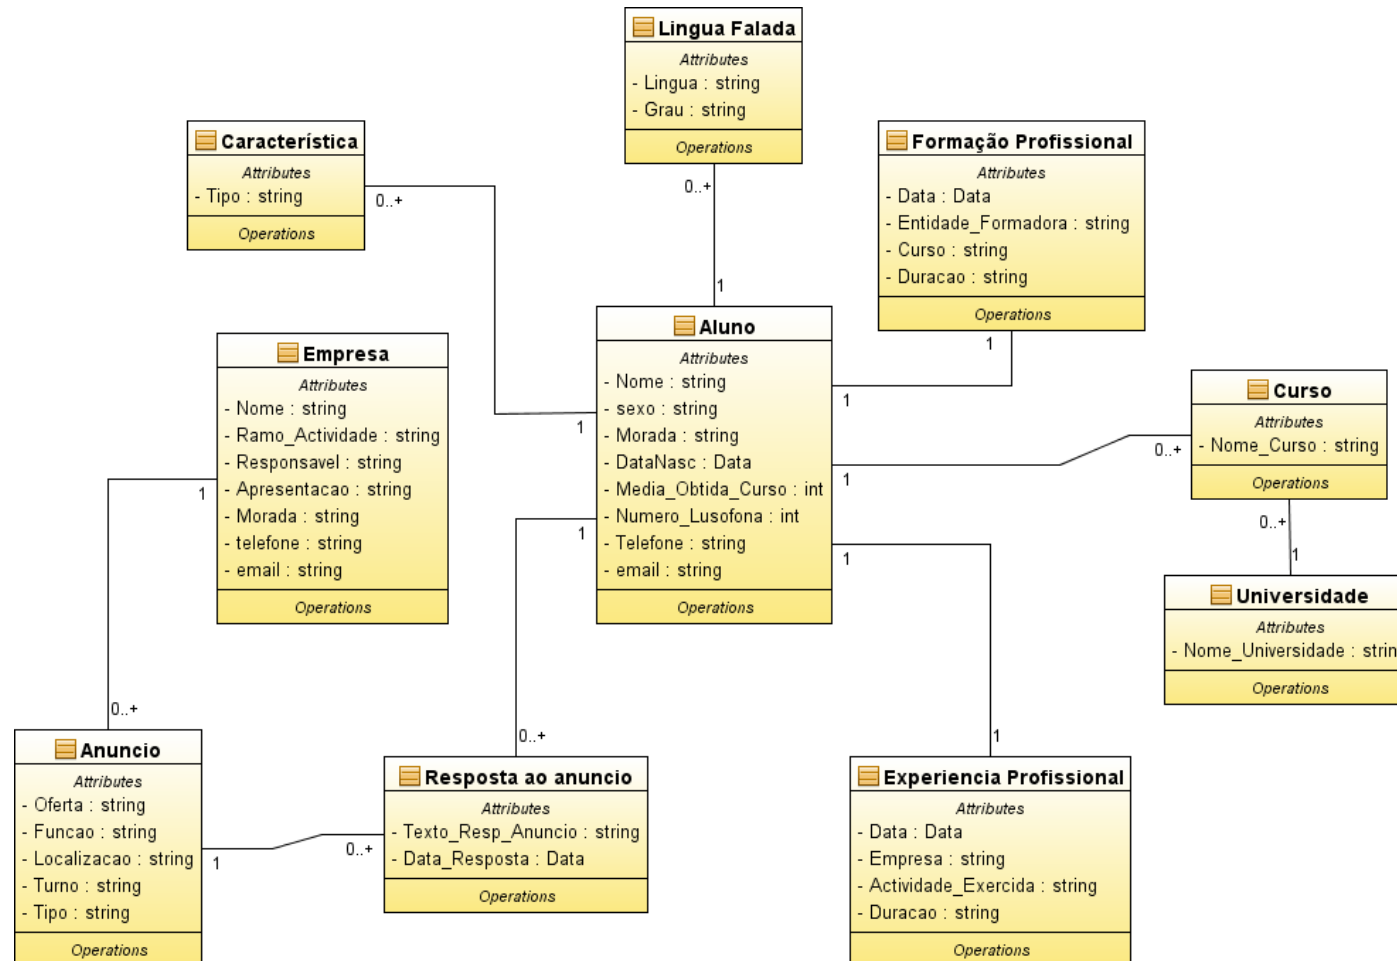 Lingua Falada
Attributes
- Lingua : string
- Grau : string
Operations
0..+
1
Característica
Attributes
- Tipo : string
Operations
0..+
1
Formação Profissional
Attributes
- Data : Data
- Entidade_Formadora : string
- Curso : string
- Duracao : string
Operations
1
1
Aluno
Attributes
- Nome : string
- sexo : string
- Morada : string
- DataNasc : Data
- Media_Obtida_Curso : int
- Numero_Lusofona : int
- Telefone : string
- email : string
Operations
Empresa
Attributes
- Nome : string
- Ramo_Actividade : string
- Responsavel : string
- Apresentacao : string
- Morada : string
- telefone : string
- email : string
Operations
1
0..+
Curso
Attributes
- Nome_Curso : string
Operations
0..+
1
0..+
1
Universidade
Attributes
- Nome_Universidade : strin
Operations
1
0..+
1
1
Anuncio
Attributes
- Oferta : string
- Funcao : string
- Localizacao : string
- Turno : string
- Tipo : string
Operations
1
0..+
Resposta ao anuncio
Attributes
- Texto_Resp_Anuncio : string
- Data_Resposta : Data
Operations
Experiencia Profissional
Attributes
- Data : Data
- Empresa : string
- Actividade_Exercida : string
- Duracao : string
Operations